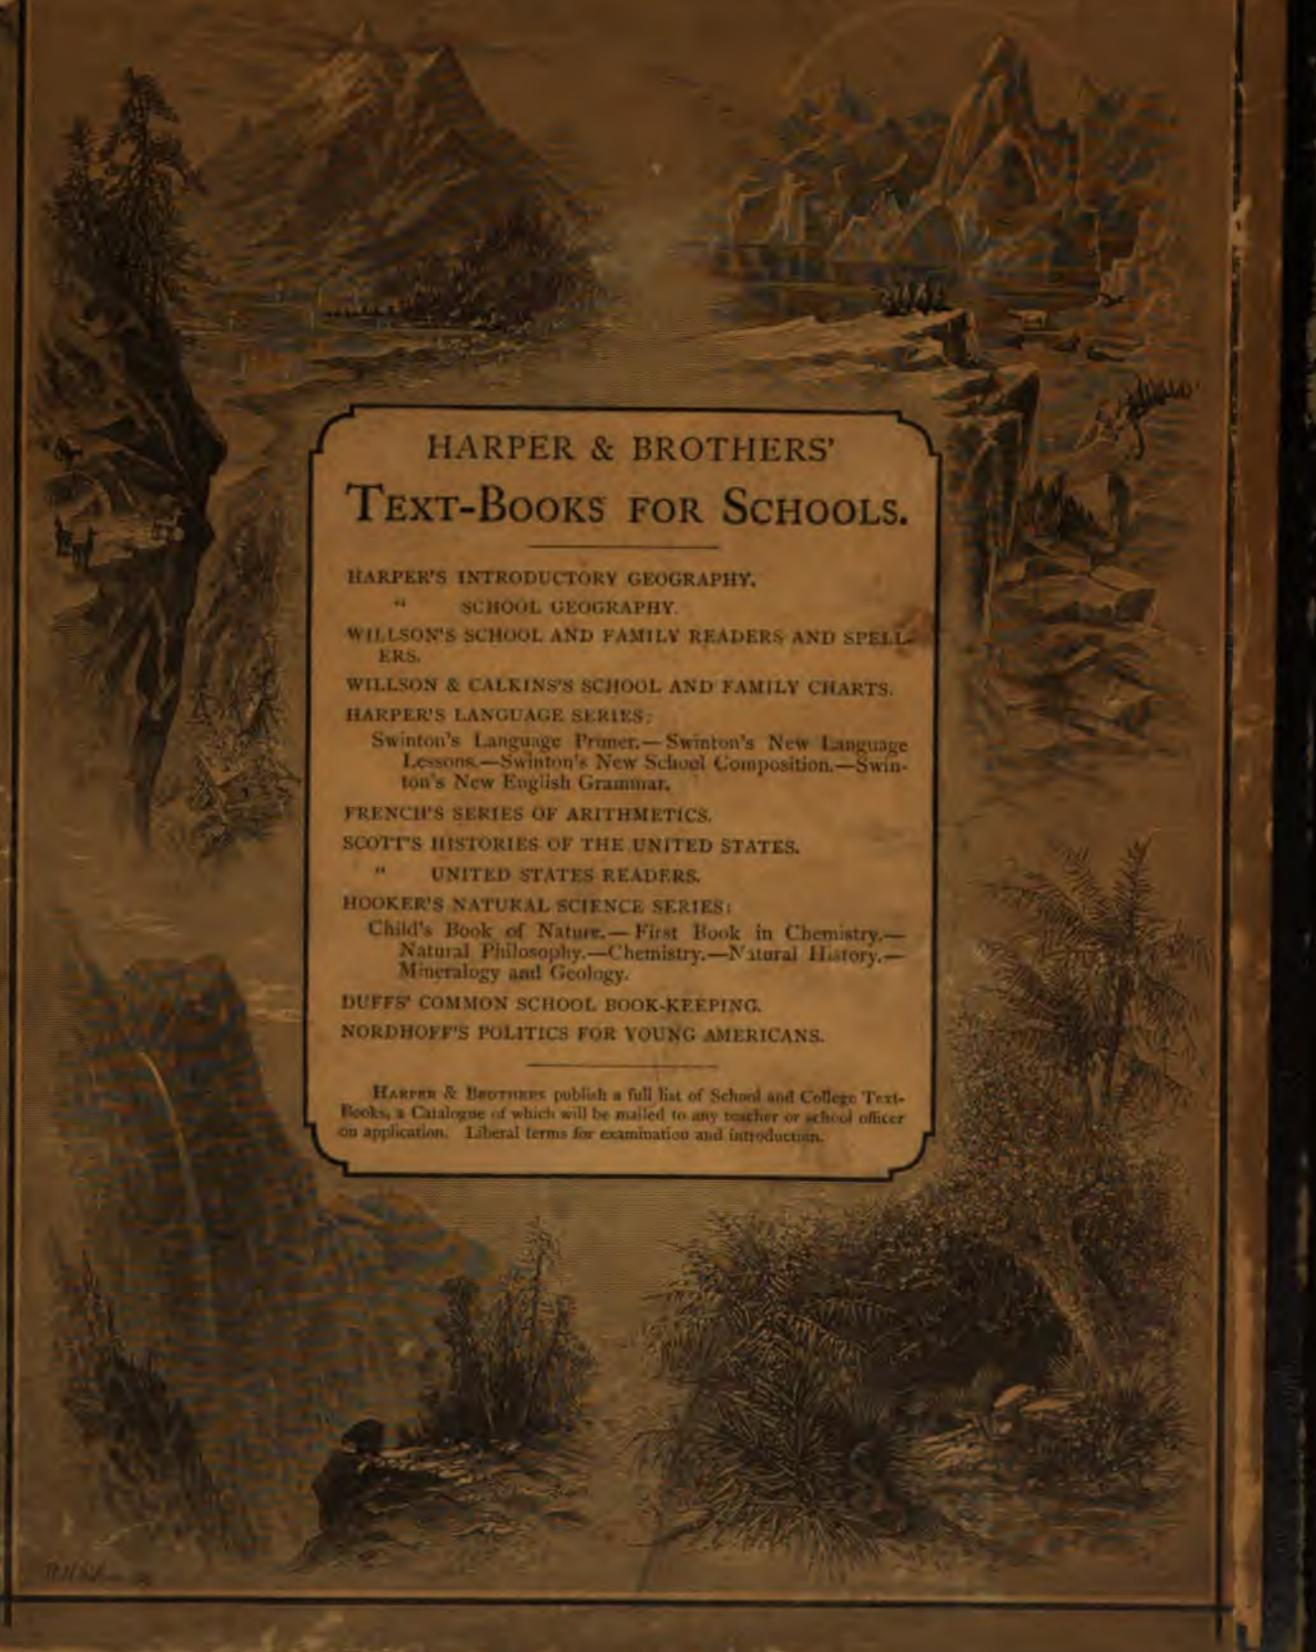 HARPER & BROTHERS'
TEXT-BOOKS FOR SCHOOLS.
HARPER'S INTRODUCTORY GEOGRAPHY.
" SCHOOL GEOGRAPHY.
WILLSON'S SCHOOL AND FAMILY READERS AND SPELL-
ERS.
WILLSON & CALKINS'S SCHOOL AND FAMILY CHARTS.
HARPER'S LANGUAGE SERIES:
Swinton's Language Primer.—Swinton's New Language
Lessons.—Swinton's New School Composition.—Swin-
ton's New English Grammar.
FRENCH'S SERIES OF ARITHMETICS.
SCOTT'S HISTORIES OF THE UNITED STATES.
" UNITED STATES READERS.
HOOKER'S NATURAL SCIENCE SERIES:
Child's Book of Nature.—First Book in Chemistry.—
Natural Philosophy.—Chemistry.—Natural History.—
Mineralogy and Geology.
DUFFS' COMMON SCHOOL BOOK-KEEPING.
NORDHOFF'S POLITICS FOR YOUNG AMERICANS.
HARPER & BROTHERS publish a full list of School and College Text-
Books, a Catalogue of which will be mailed to any teacher or school officer
on application. Liberal terms for examination and introduction.